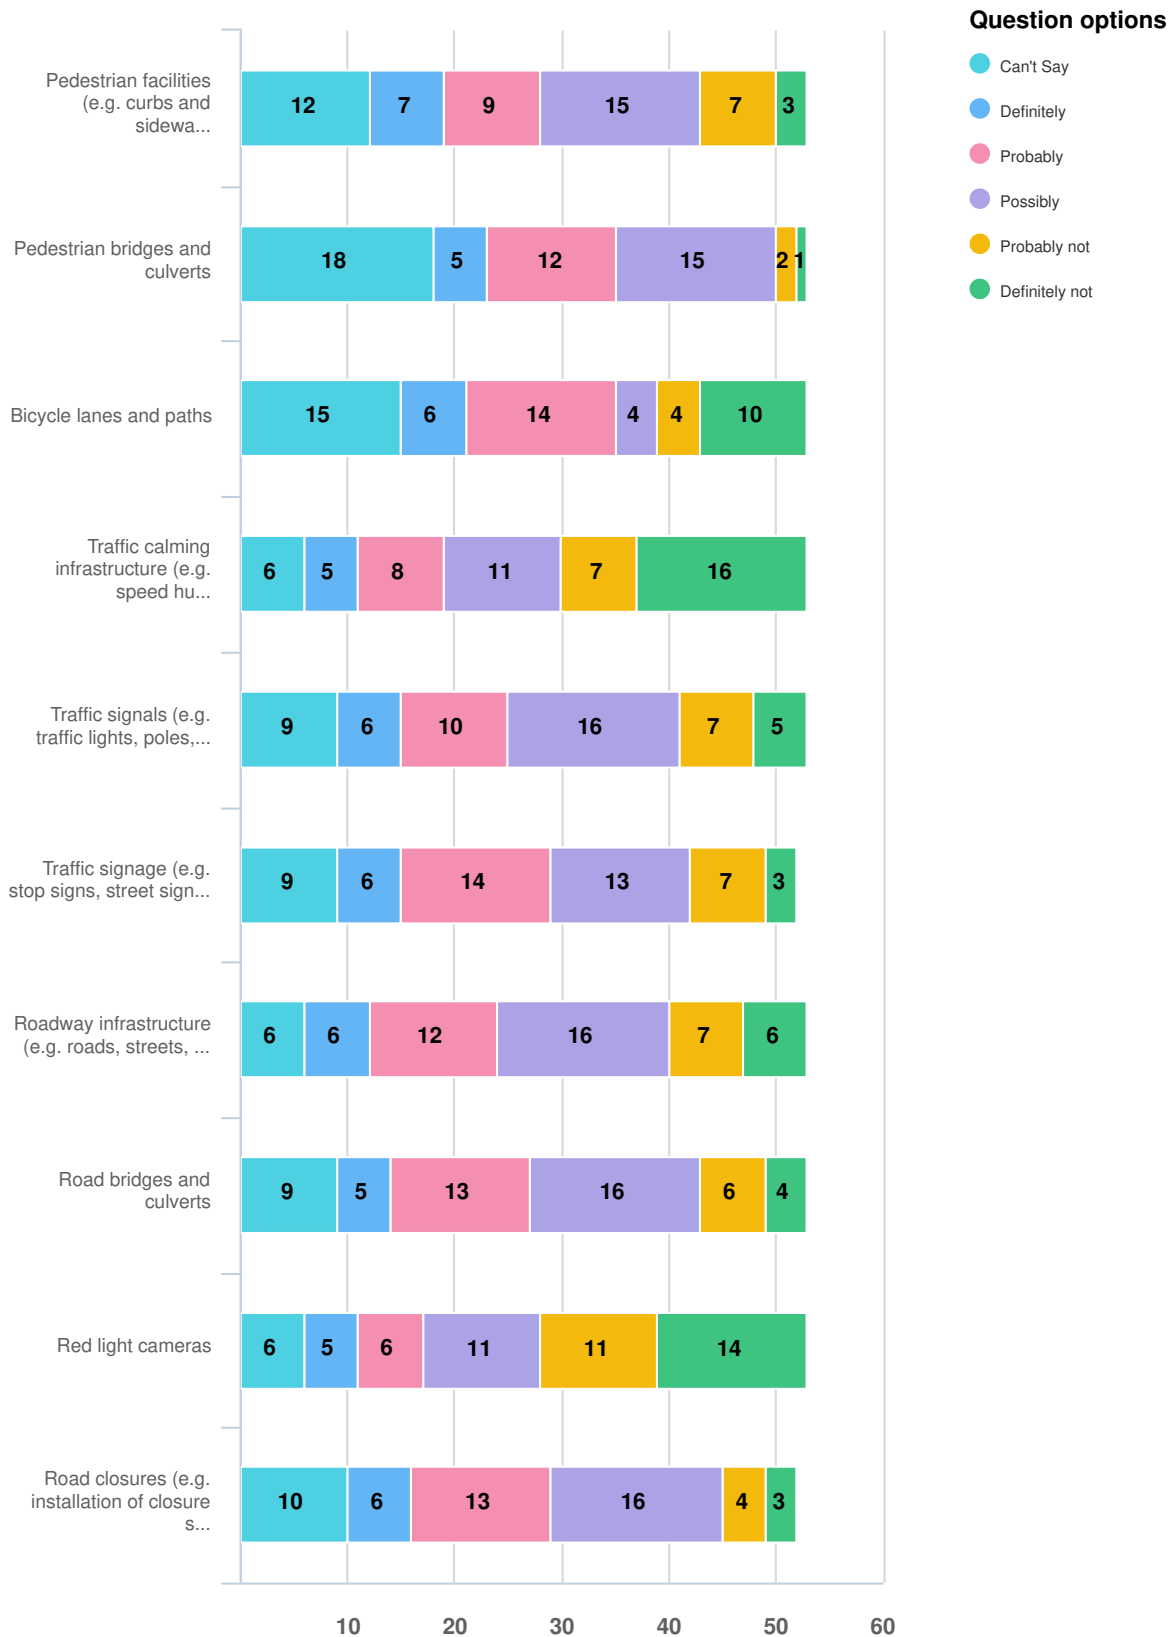 Question options
Can't Say
Definitely
Probably
Possibly
Probably not
Definitely not
Pedestrian facilities
(e.g. curbs and
sidewa...
12 7 9 15 7 3
Pedestrian bridges and
culverts
18 5 12 15 2 1
Bicycle lanes and paths
15 6 14 4 4 10
Traffic calming
infrastructure (e.g.
speed hu...
6 5 8 11 7 16
Traffic signals (e.g.
traffic lights, poles,...
9 6 10 16 7 5
Traffic signage (e.g.
stop signs, street sign...
9 6 14 13 7 3
Roadway infrastructure
(e.g. roads, streets, ...
6 6 12 16 7 6
Road bridges and
culverts
9 5 13 16 6 4
Red light cameras
6 5 6 11 11 14
Road closures (e.g.
installation of closure
s...
10 6 13 16 4 3
10 20 30 40 50 60